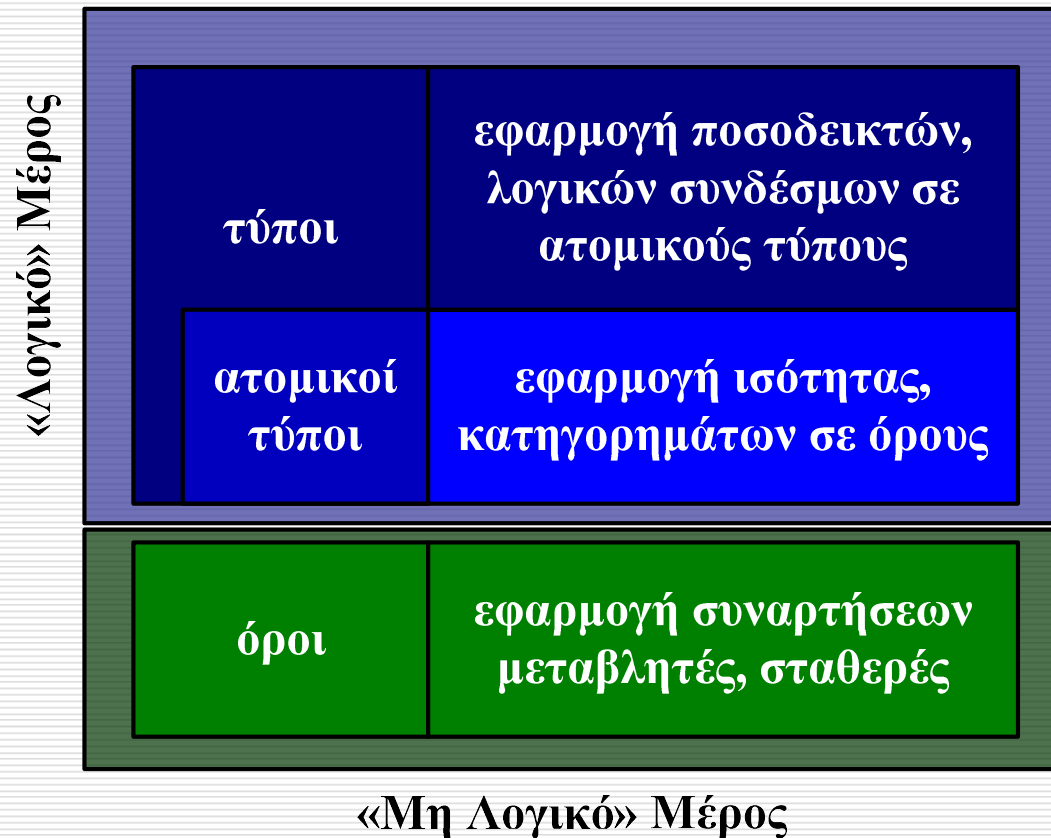 «Λογικό» Μέρος
τύποι
εφαρμογή ποσοδεικτών,
λογικών συνδέσμων σε
ατομικούς τύπους
ατομικοί
τύποι
εφαρμογή ισότητας,
κατηγορημάτων σε όρους
όροι
εφαρμογή συναρτήσεων
μεταβλητές, σταθερές
«Μη Λογικό» Μέρος